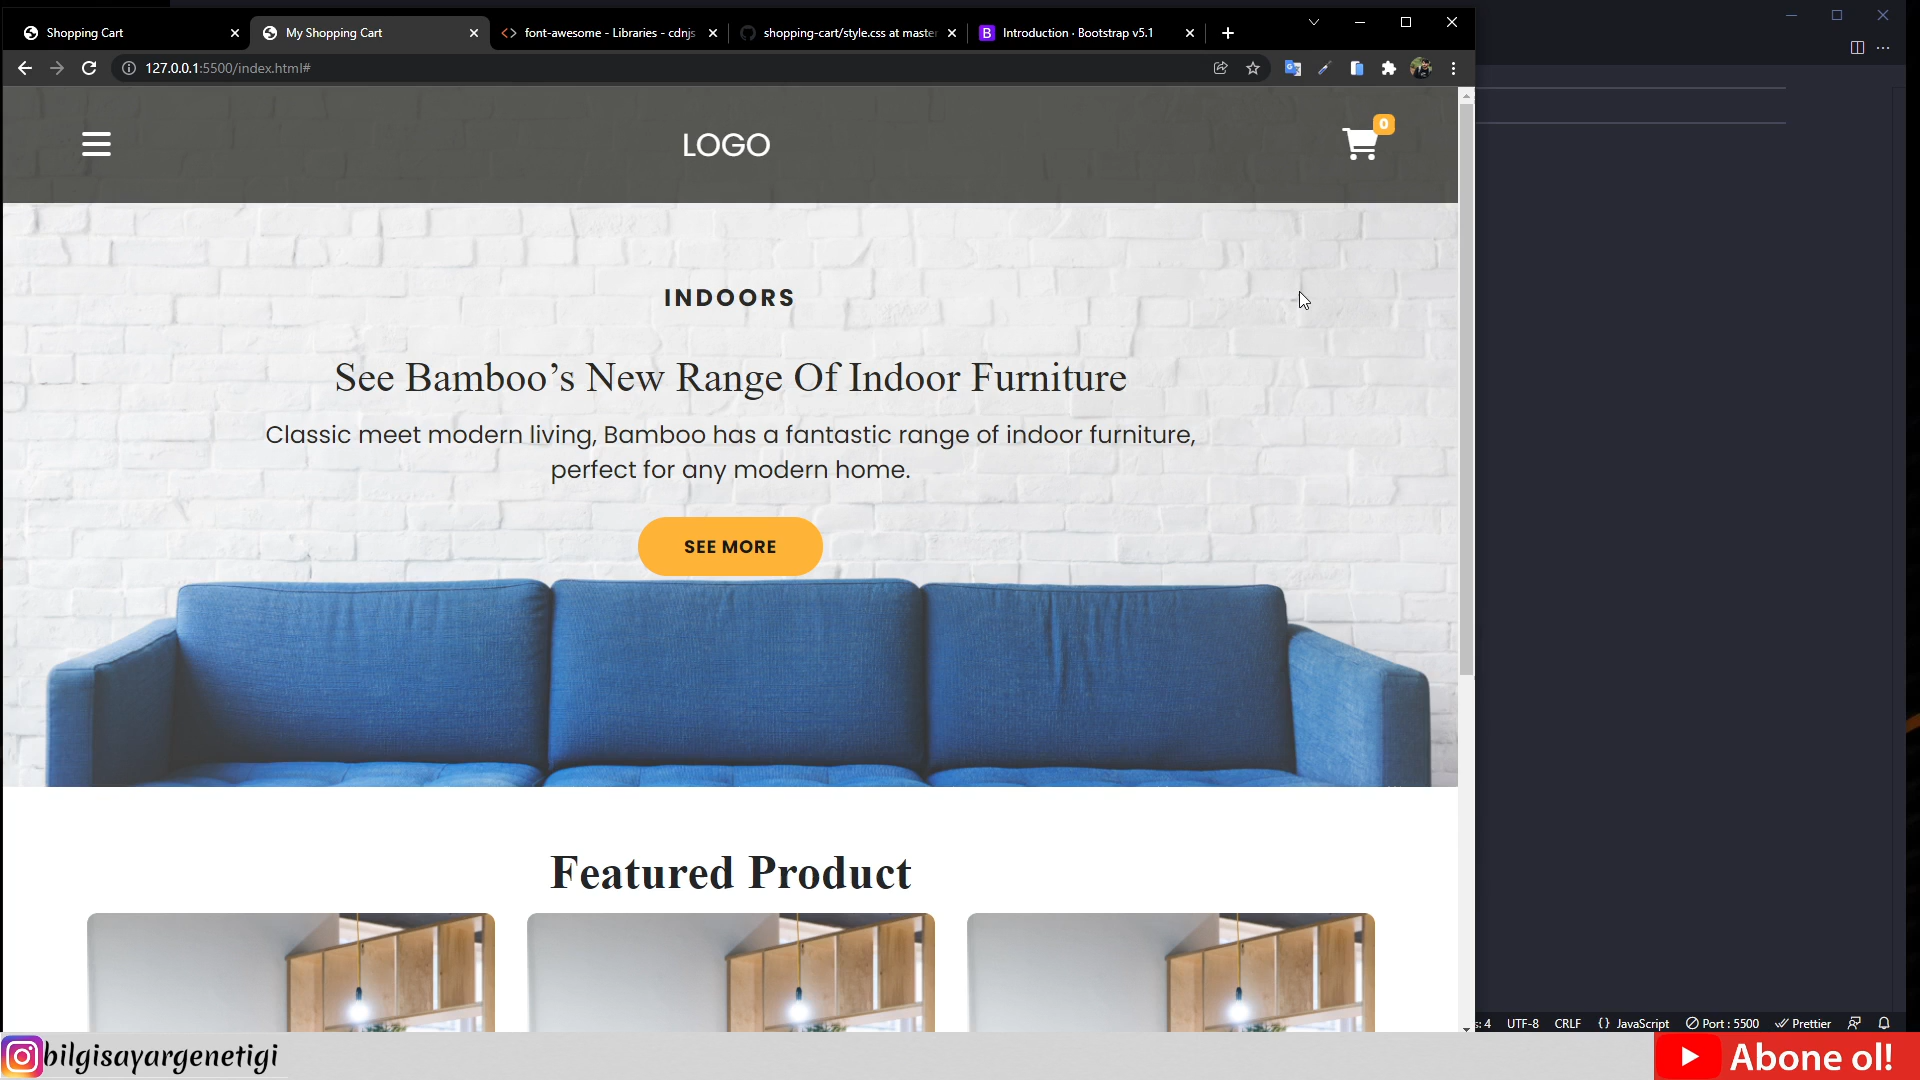 Shopping Cart
My Shopping Cart
font-awesome - Libraries - cdnjs
shopping-cart/style.css at master
Introduction · Bootstrap v5.1
127.0.0.1:5500/index.html#
LOGO
0
INDOORS
See Bamboo’s New Range Of Indoor Furniture
Classic meet modern living, Bamboo has a fantastic range of indoor furniture,
perfect for any modern home.
SEE MORE
Featured Product
s: 4 UTF-8 CRLF {} JavaScript Port : 5500 Prettier
bilgisayargenetigi
Abone ol!